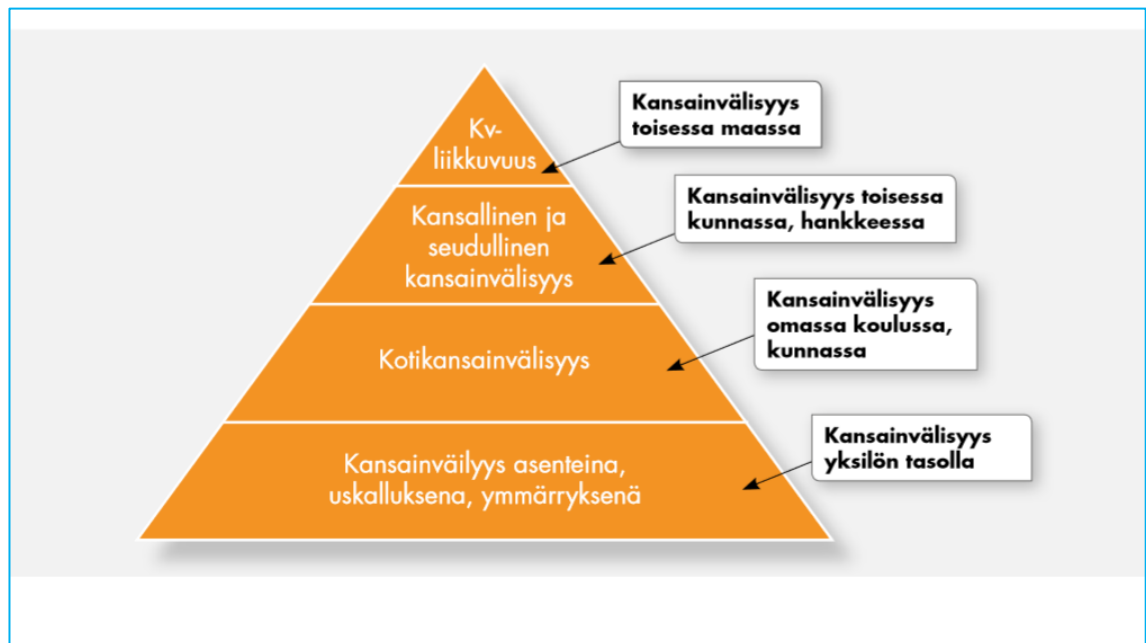 Kv-
liikkuvuus
Kansainvälisyys
toisessa maassa
Kansallinen ja
seudullinen
kansainvälisyys
Kansainvälisyys toisessa
kunnassa, hankkeessa
Kotikansainvälisyys
Kansainvälisyys
omassa koulussa,
kunnassa
Kansainväilyys asenteina,
uskalluksena, ymmärryksenä
Kansainvälisyys
yksilön tasolla